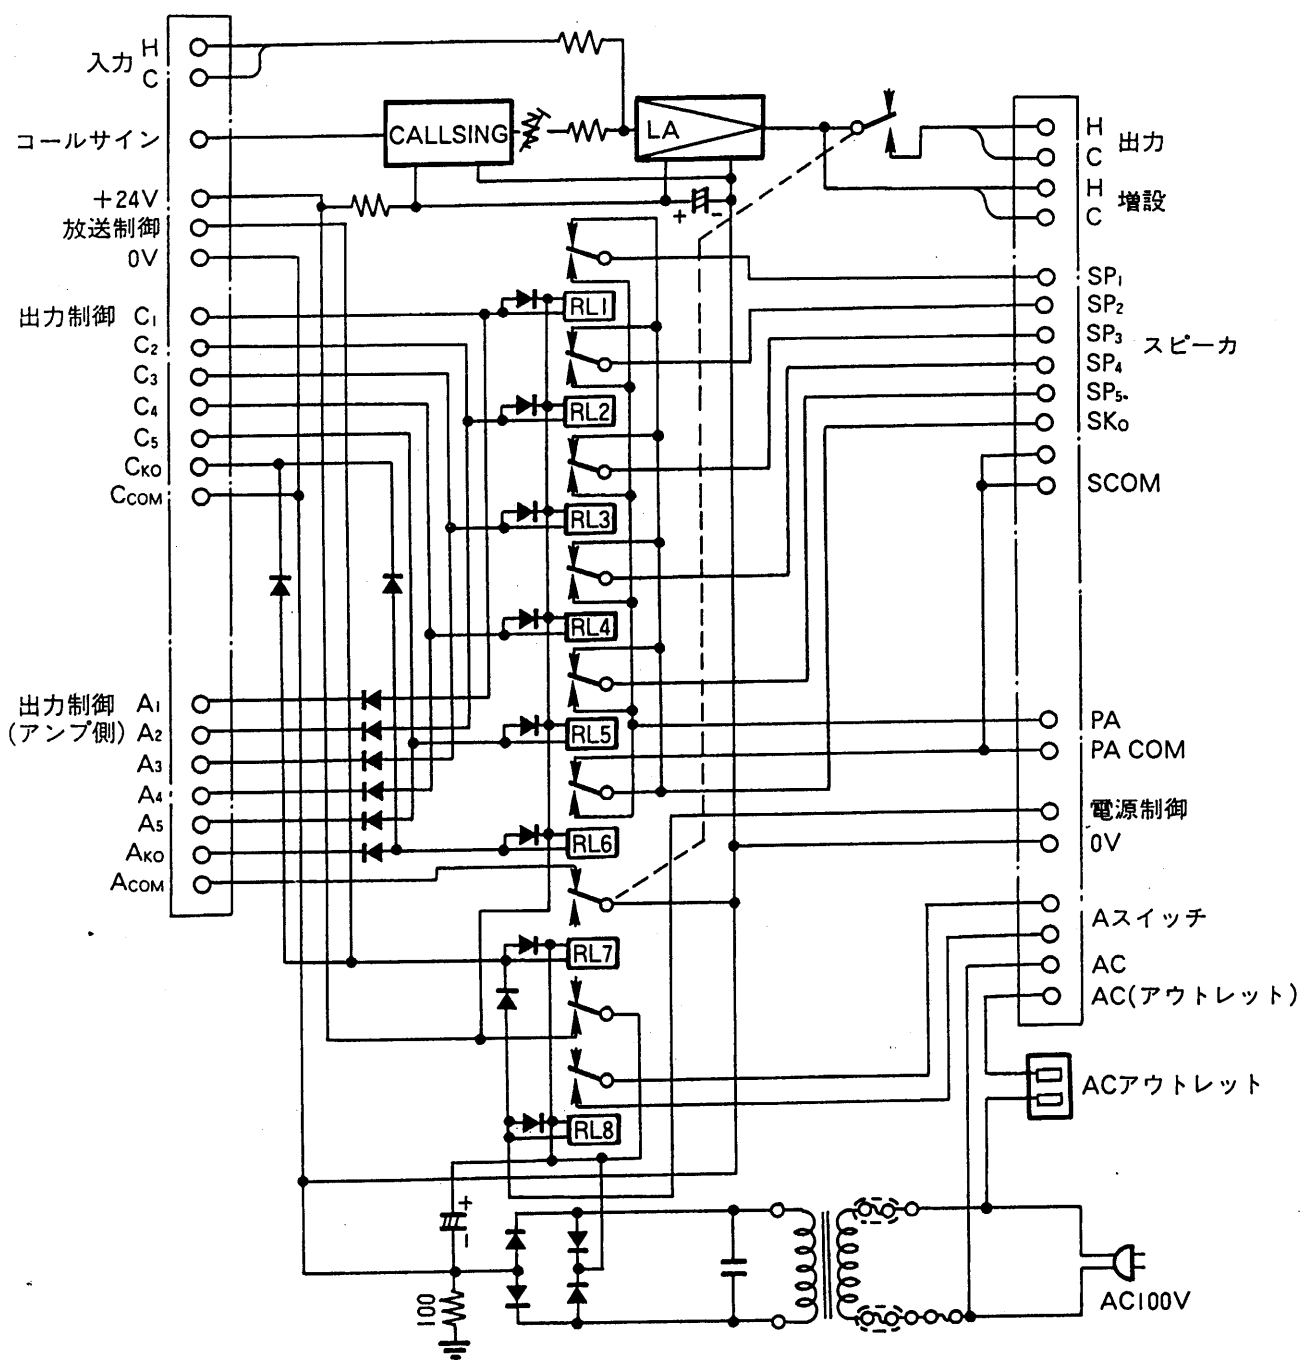 入力 H
C
コールサイン
+24V
放送制御
0V
出力制御 C1
C2
C3
C4
C5
CKO
CCOM
出力制御 A1
(アンプ側) A2
A3
A4
A5
AKO
ACOM
CALLSING
LA
+ -
RL1
RL2
RL3
RL4
RL5
RL6
RL7
RL8
+
-
100
H 出力
C
H 増設
C
SP1
SP2
SP3 スピーカ
SP4
SP5
SKO
SCOM
PA
PA COM
電源制御
0V
Aスイッチ
AC
AC(アウトレット)
ACアウトレット
AC100V